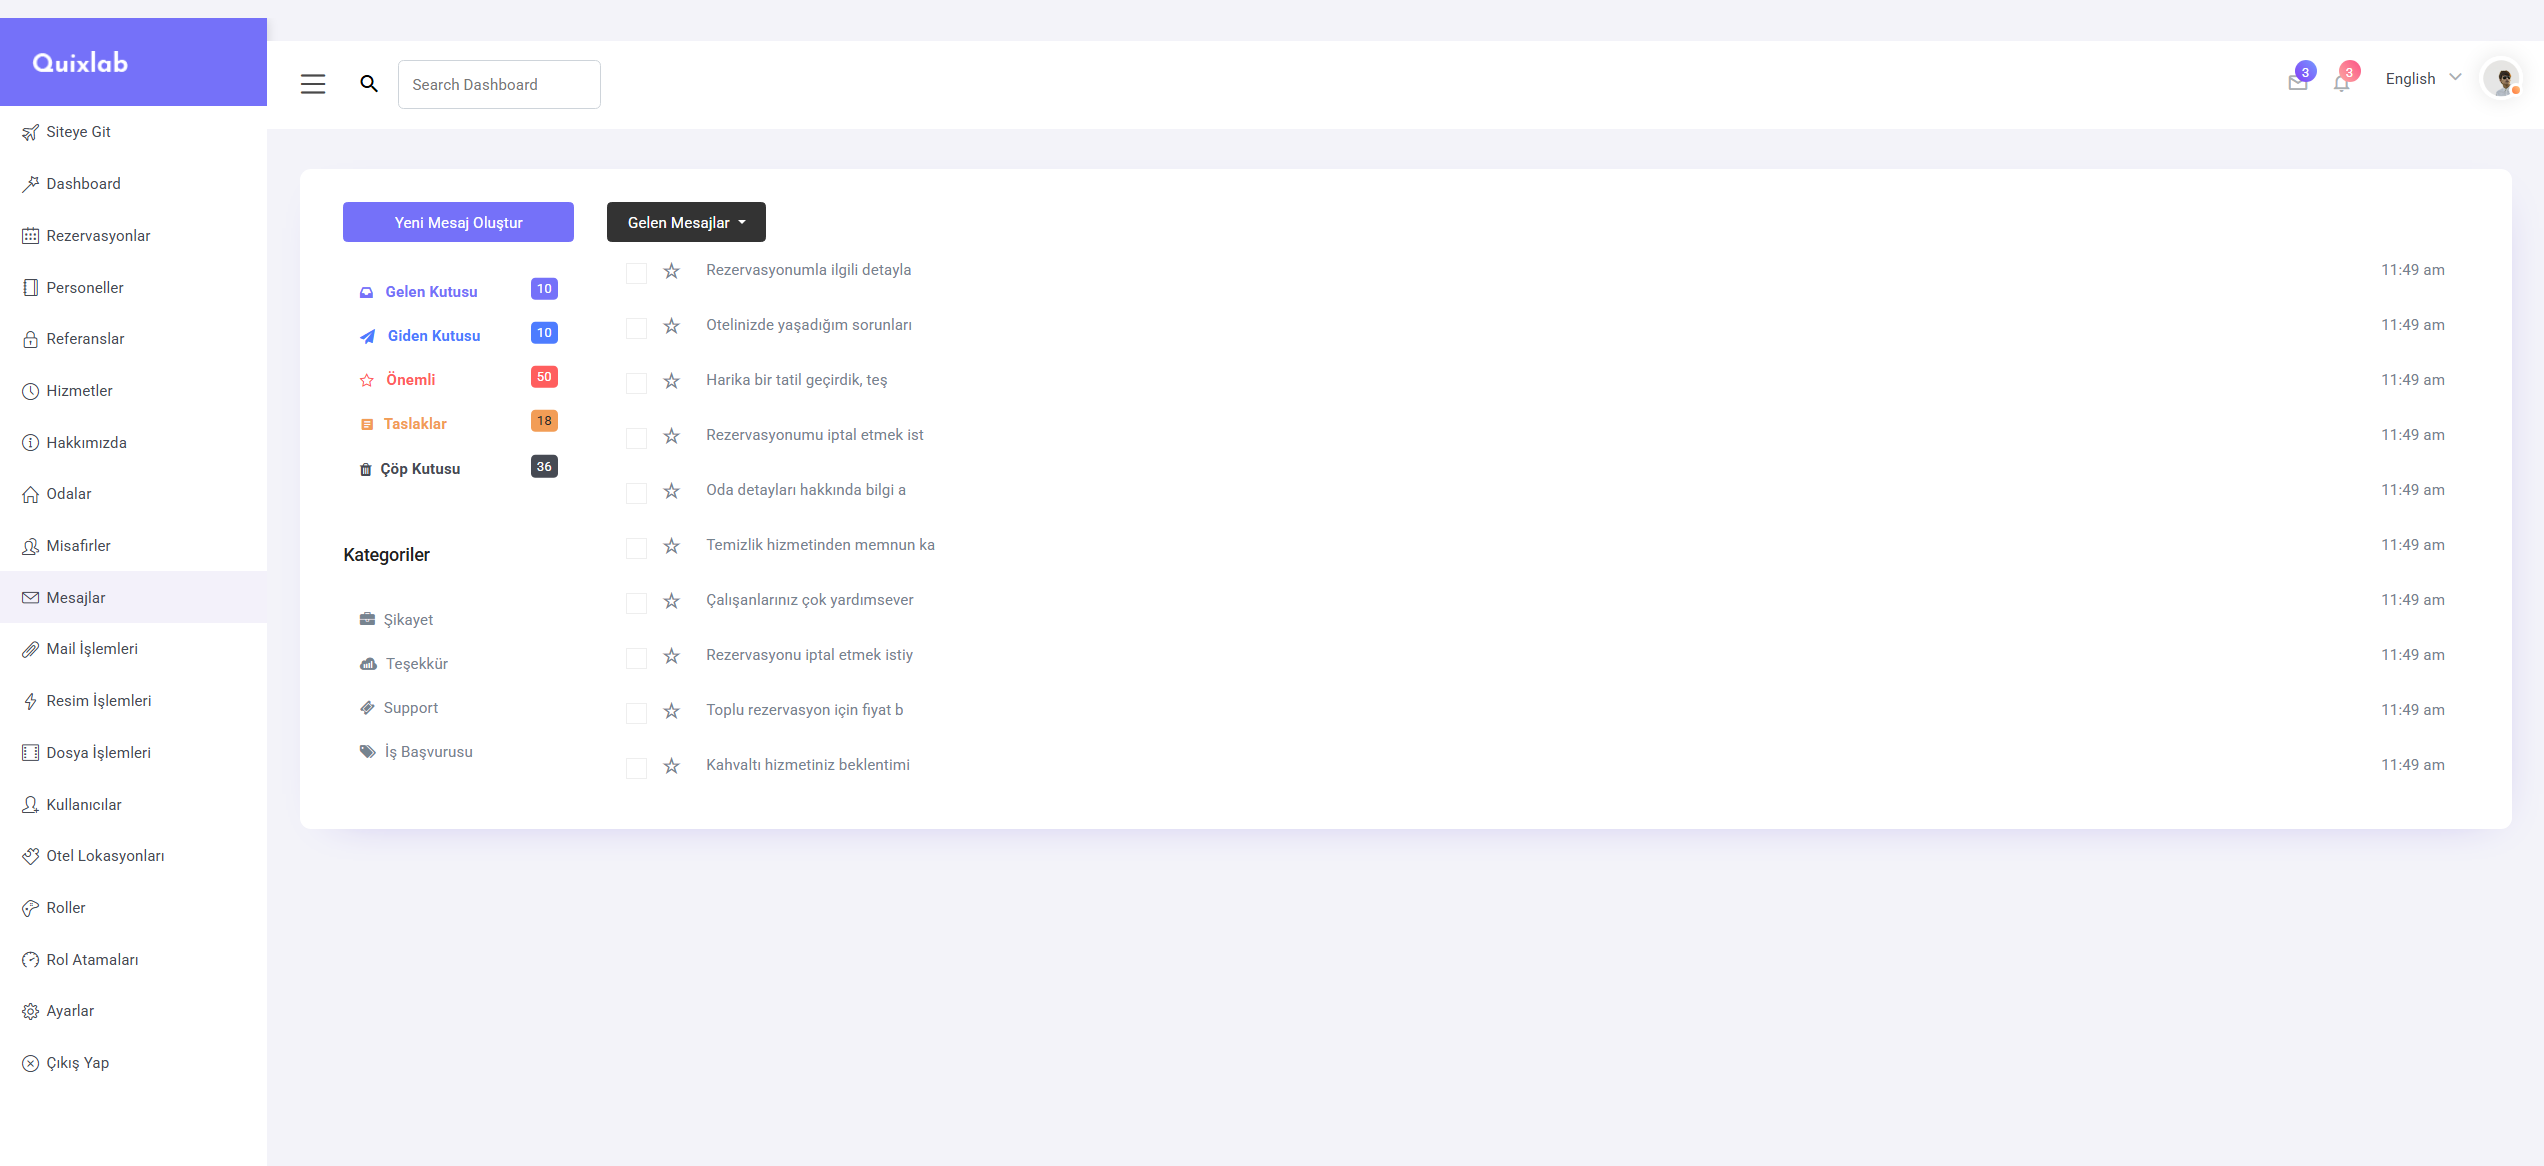 Quixlab
Search Dashboard
3
3
English
Siteye Git
Dashboard
Rezervasyonlar
Personeller
Referanslar
Hizmetler
Hakkımızda
Odalar
Misafirler
Mesajlar
Mail İşlemleri
Resim İşlemleri
Dosya İşlemleri
Kullanıcılar
Otel Lokasyonları
Roller
Rol Atamaları
Ayarlar
Çıkış Yap
Yeni Mesaj Oluştur
Gelen Kutusu 10
Giden Kutusu 10
Önemli 50
Taslaklar 18
Çöp Kutusu 36
Kategoriler
Şikayet
Teşekkür
Support
İş Başvurusu
Gelen Mesajlar
Rezervasyonumla ilgili detayla 11:49 am
Otelinizde yaşadığım sorunları 11:49 am
Harika bir tatil geçirdik, teş 11:49 am
Rezervasyonumu iptal etmek ist 11:49 am
Oda detayları hakkında bilgi a 11:49 am
Temizlik hizmetinden memnun ka 11:49 am
Çalışanlarınız çok yardımsever 11:49 am
Rezervasyonu iptal etmek istiy 11:49 am
Toplu rezervasyon için fiyat b 11:49 am
Kahvaltı hizmetiniz beklentimi 11:49 am